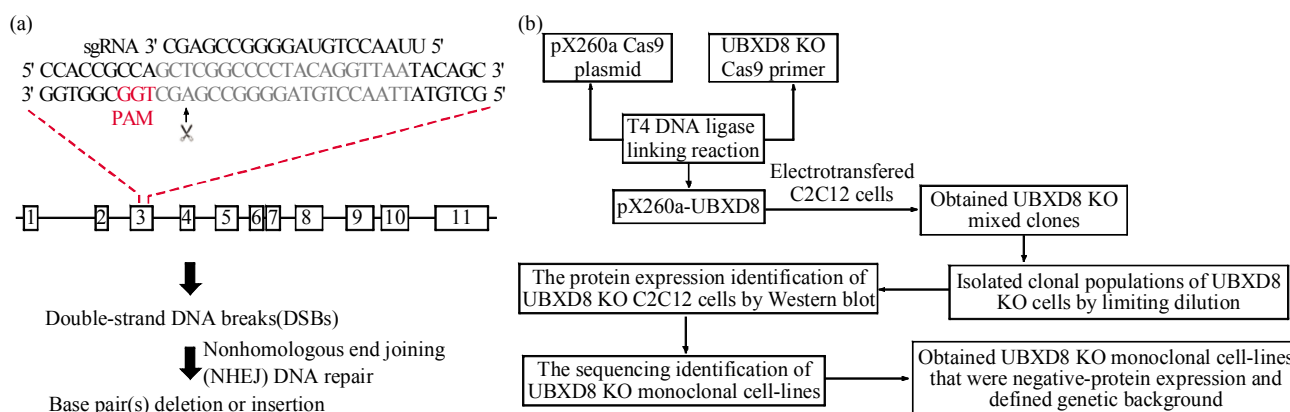 (a)
sgRNA 3' CGAGCCGGGGAUGTCCAAUU 5'
5' CCACCGCCAGCTCGGCCCCTACAGGTTAATACAGC 3'
3' GGTGGCGGTCGAGCCGGGGATGTCCAATTATGTCG 5'
PAM
1 2 3 4 5 6 7 8 9 10 11
Double-strand DNA breaks(DSBs)
Nonhomologous end joining
(NHEJ) DNA repair
Base pair(s) deletion or insertion
(b)
pX260a Cas9
plasmid
UBXD8 KO
Cas9 primer
T4 DNA ligase
linking reaction
pX260a-UBXD8
Electrotransfered
C2C12 cells
Obtained UBXD8 KO
mixed clones
Isolated clonal populations of UBXD8
KO cells by limiting dilution
The protein expression identification of
UBXD8 KO C2C12 cells by Western blot
The sequencing identification of
UBXD8 KO monoclonal cell-lines
Obtained UBXD8 KO monoclonal cell-lines
that were negative-protein expression and
defined genetic background